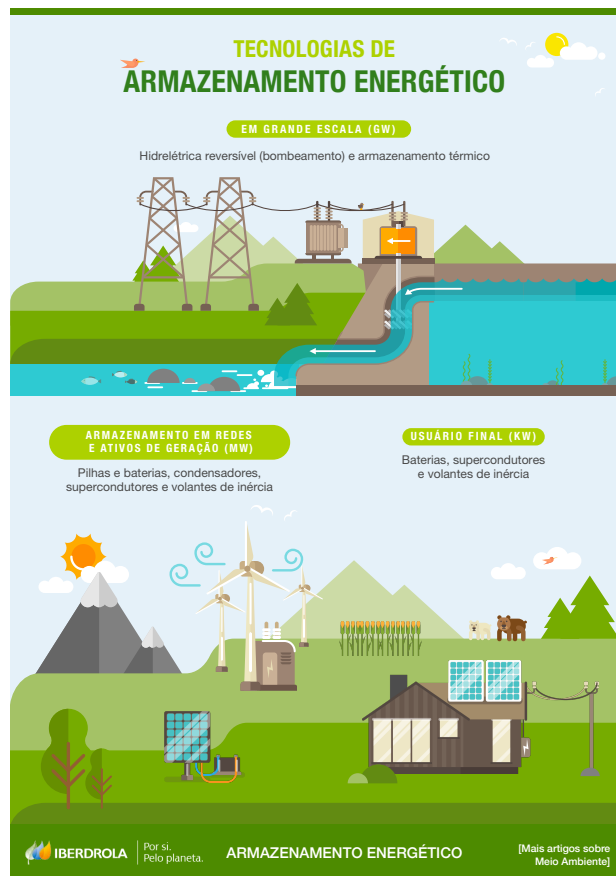 TECNOLOGIAS DE
ARMAZENAMENTO ENERGÉTICO
EM GRANDE ESCALA (GW)
Hidrelétrica reversível (bombeamento) e armazenamento térmico
ARMAZENAMENTO EM REDES
E ATIVOS DE GERAÇÃO (MW)
Pilhas e baterias, condensadores,
supercondutores e volantes de inércia
USUÁRIO FINAL (KW)
Baterias, supercondutores
e volantes de inércia
IBERDROLA
Por si.
Pelo planeta.
ARMAZENAMENTO ENERGÉTICO
[Mais artigos sobre
Meio Ambiente]